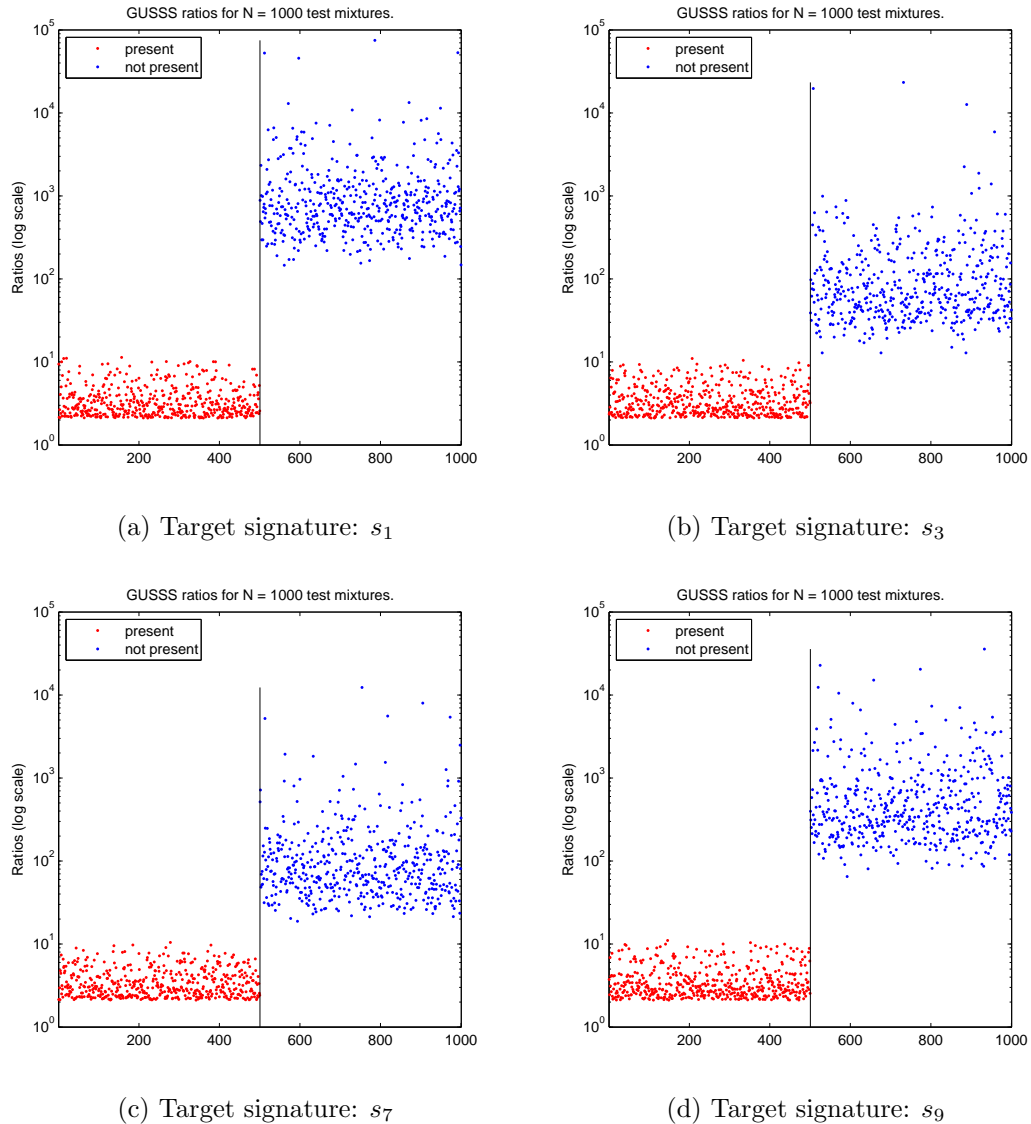 GUSSS ratios for N = 1000 test mixtures.
present
not present
Ratios (log scale)
10^5
10^4
10^3
10^2
10^1
10^0
200
400
600
800
1000
(a) Target signature: s_1
GUSSS ratios for N = 1000 test mixtures.
present
not present
Ratios (log scale)
10^5
10^4
10^3
10^2
10^1
10^0
200
400
600
800
1000
(b) Target signature: s_3
GUSSS ratios for N = 1000 test mixtures.
present
not present
Ratios (log scale)
10^5
10^4
10^3
10^2
10^1
10^0
200
400
600
800
1000
(c) Target signature: s_7
GUSSS ratios for N = 1000 test mixtures.
present
not present
Ratios (log scale)
10^5
10^4
10^3
10^2
10^1
10^0
200
400
600
800
1000
(d) Target signature: s_9